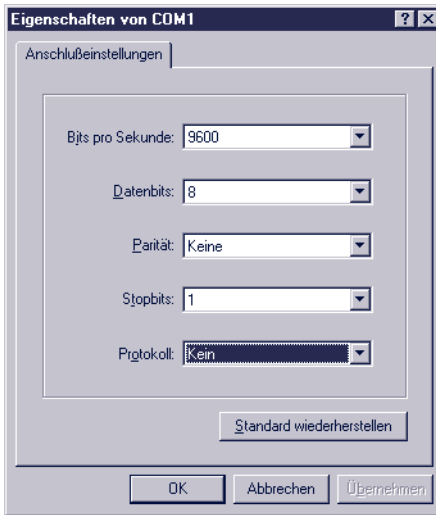 Eigenschaften von COM1
Anschlußeinstellungen
Bits pro Sekunde: 9600
Datenbits: 8
Parität: Keine
Stopbits: 1
Protokoll: Kein
Standard wiederherstellen
OK Abbrechen Übernehmen